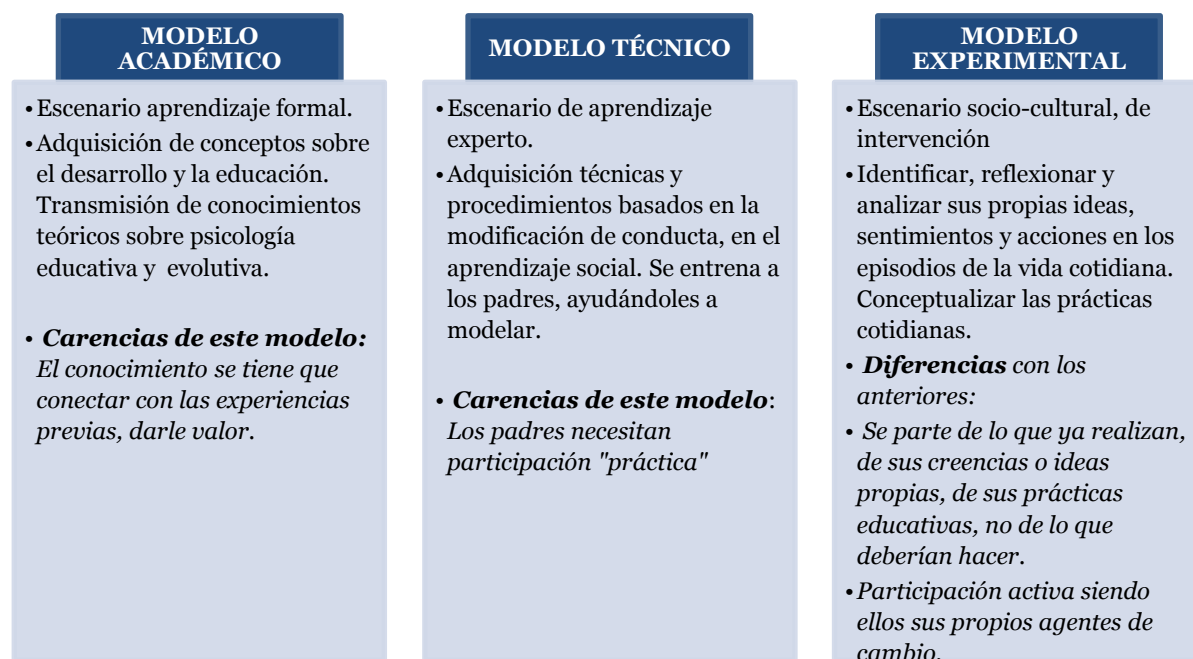 MODELO
ACADÉMICO
•Escenario aprendizaje formal.
•Adquisición de conceptos sobre
el desarrollo y la educación.
Transmisión de conocimientos
teóricos sobre psicología
educativa y evolutiva.
• Carencias de este modelo:
El conocimiento se tiene que
conectar con las experiencias
previas, darle valor.
MODELO TÉCNICO
•Escenario de aprendizaje
experto.
•Adquisición técnicas y
procedimientos basados en la
modificación de conducta, en el
aprendizaje social. Se entrena a
los padres, ayudándoles a
modelar.
• Carencias de este modelo:
Los padres necesitan
participación "práctica"
MODELO
EXPERIMENTAL
•Escenario socio-cultural, de
intervención
•Identificar, reflexionar y
analizar sus propias ideas,
sentimientos y acciones en los
episodios de la vida cotidiana.
Conceptualizar las prácticas
cotidianas.
• Diferencias con los
anteriores:
• Se parte de lo que ya realizan,
de sus creencias o ideas
propias, de sus prácticas
educativas, no de lo que
deberían hacer.
•Participación activa siendo
ellos sus propios agentes de
cambio.